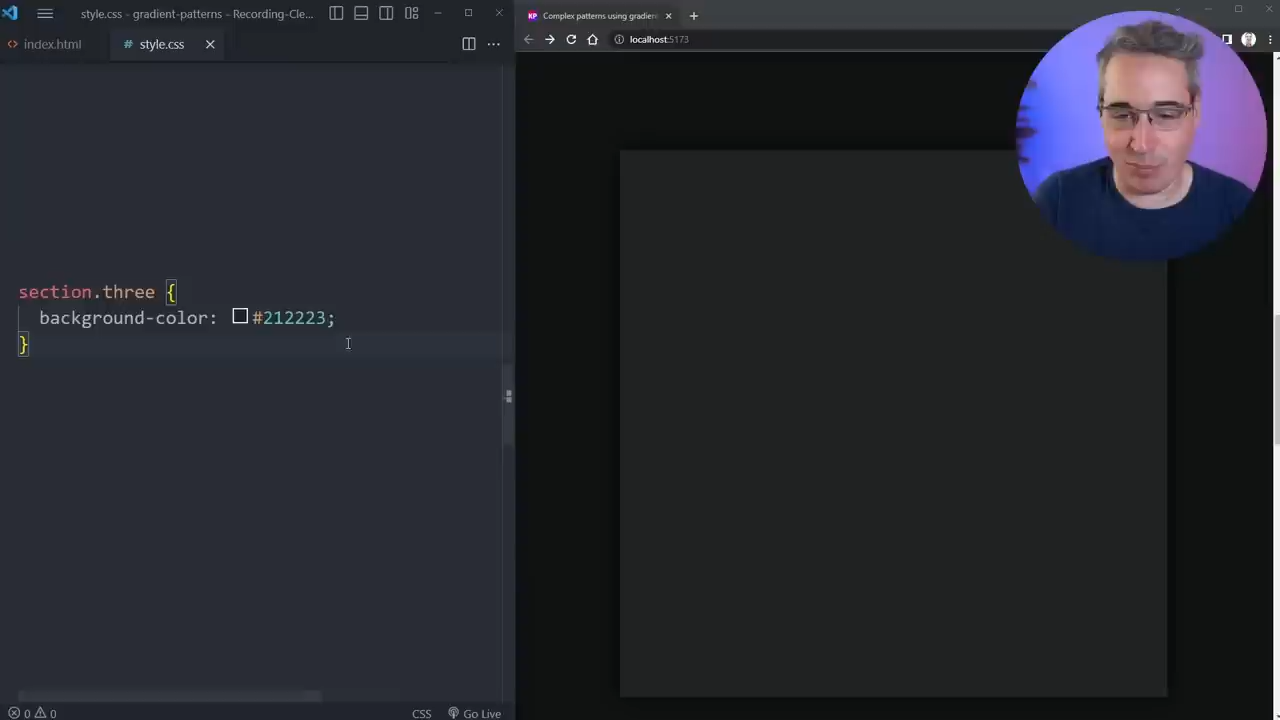 style.css - gradient-patterns - Recording-Cle...
index.html
# style.css
section.three {
background-color: #212223;
}
0 0
CSS
Go Live
KP Complex patterns using gradien
localhost:5173